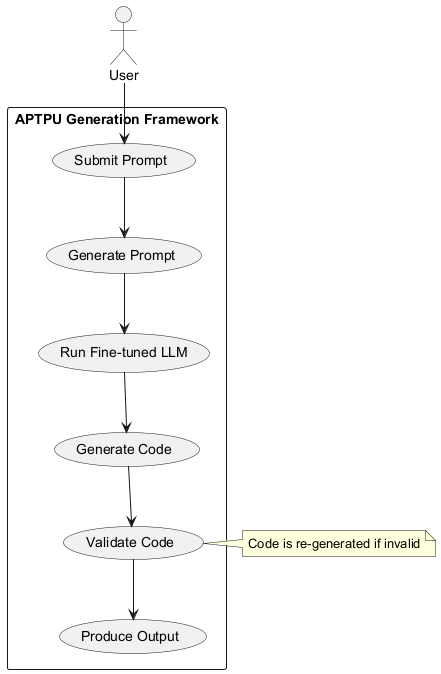 User
APTPU Generation Framework
Submit Prompt
Generate Prompt
Run Fine-tuned LLM
Generate Code
Validate Code
Code is re-generated if invalid
Produce Output